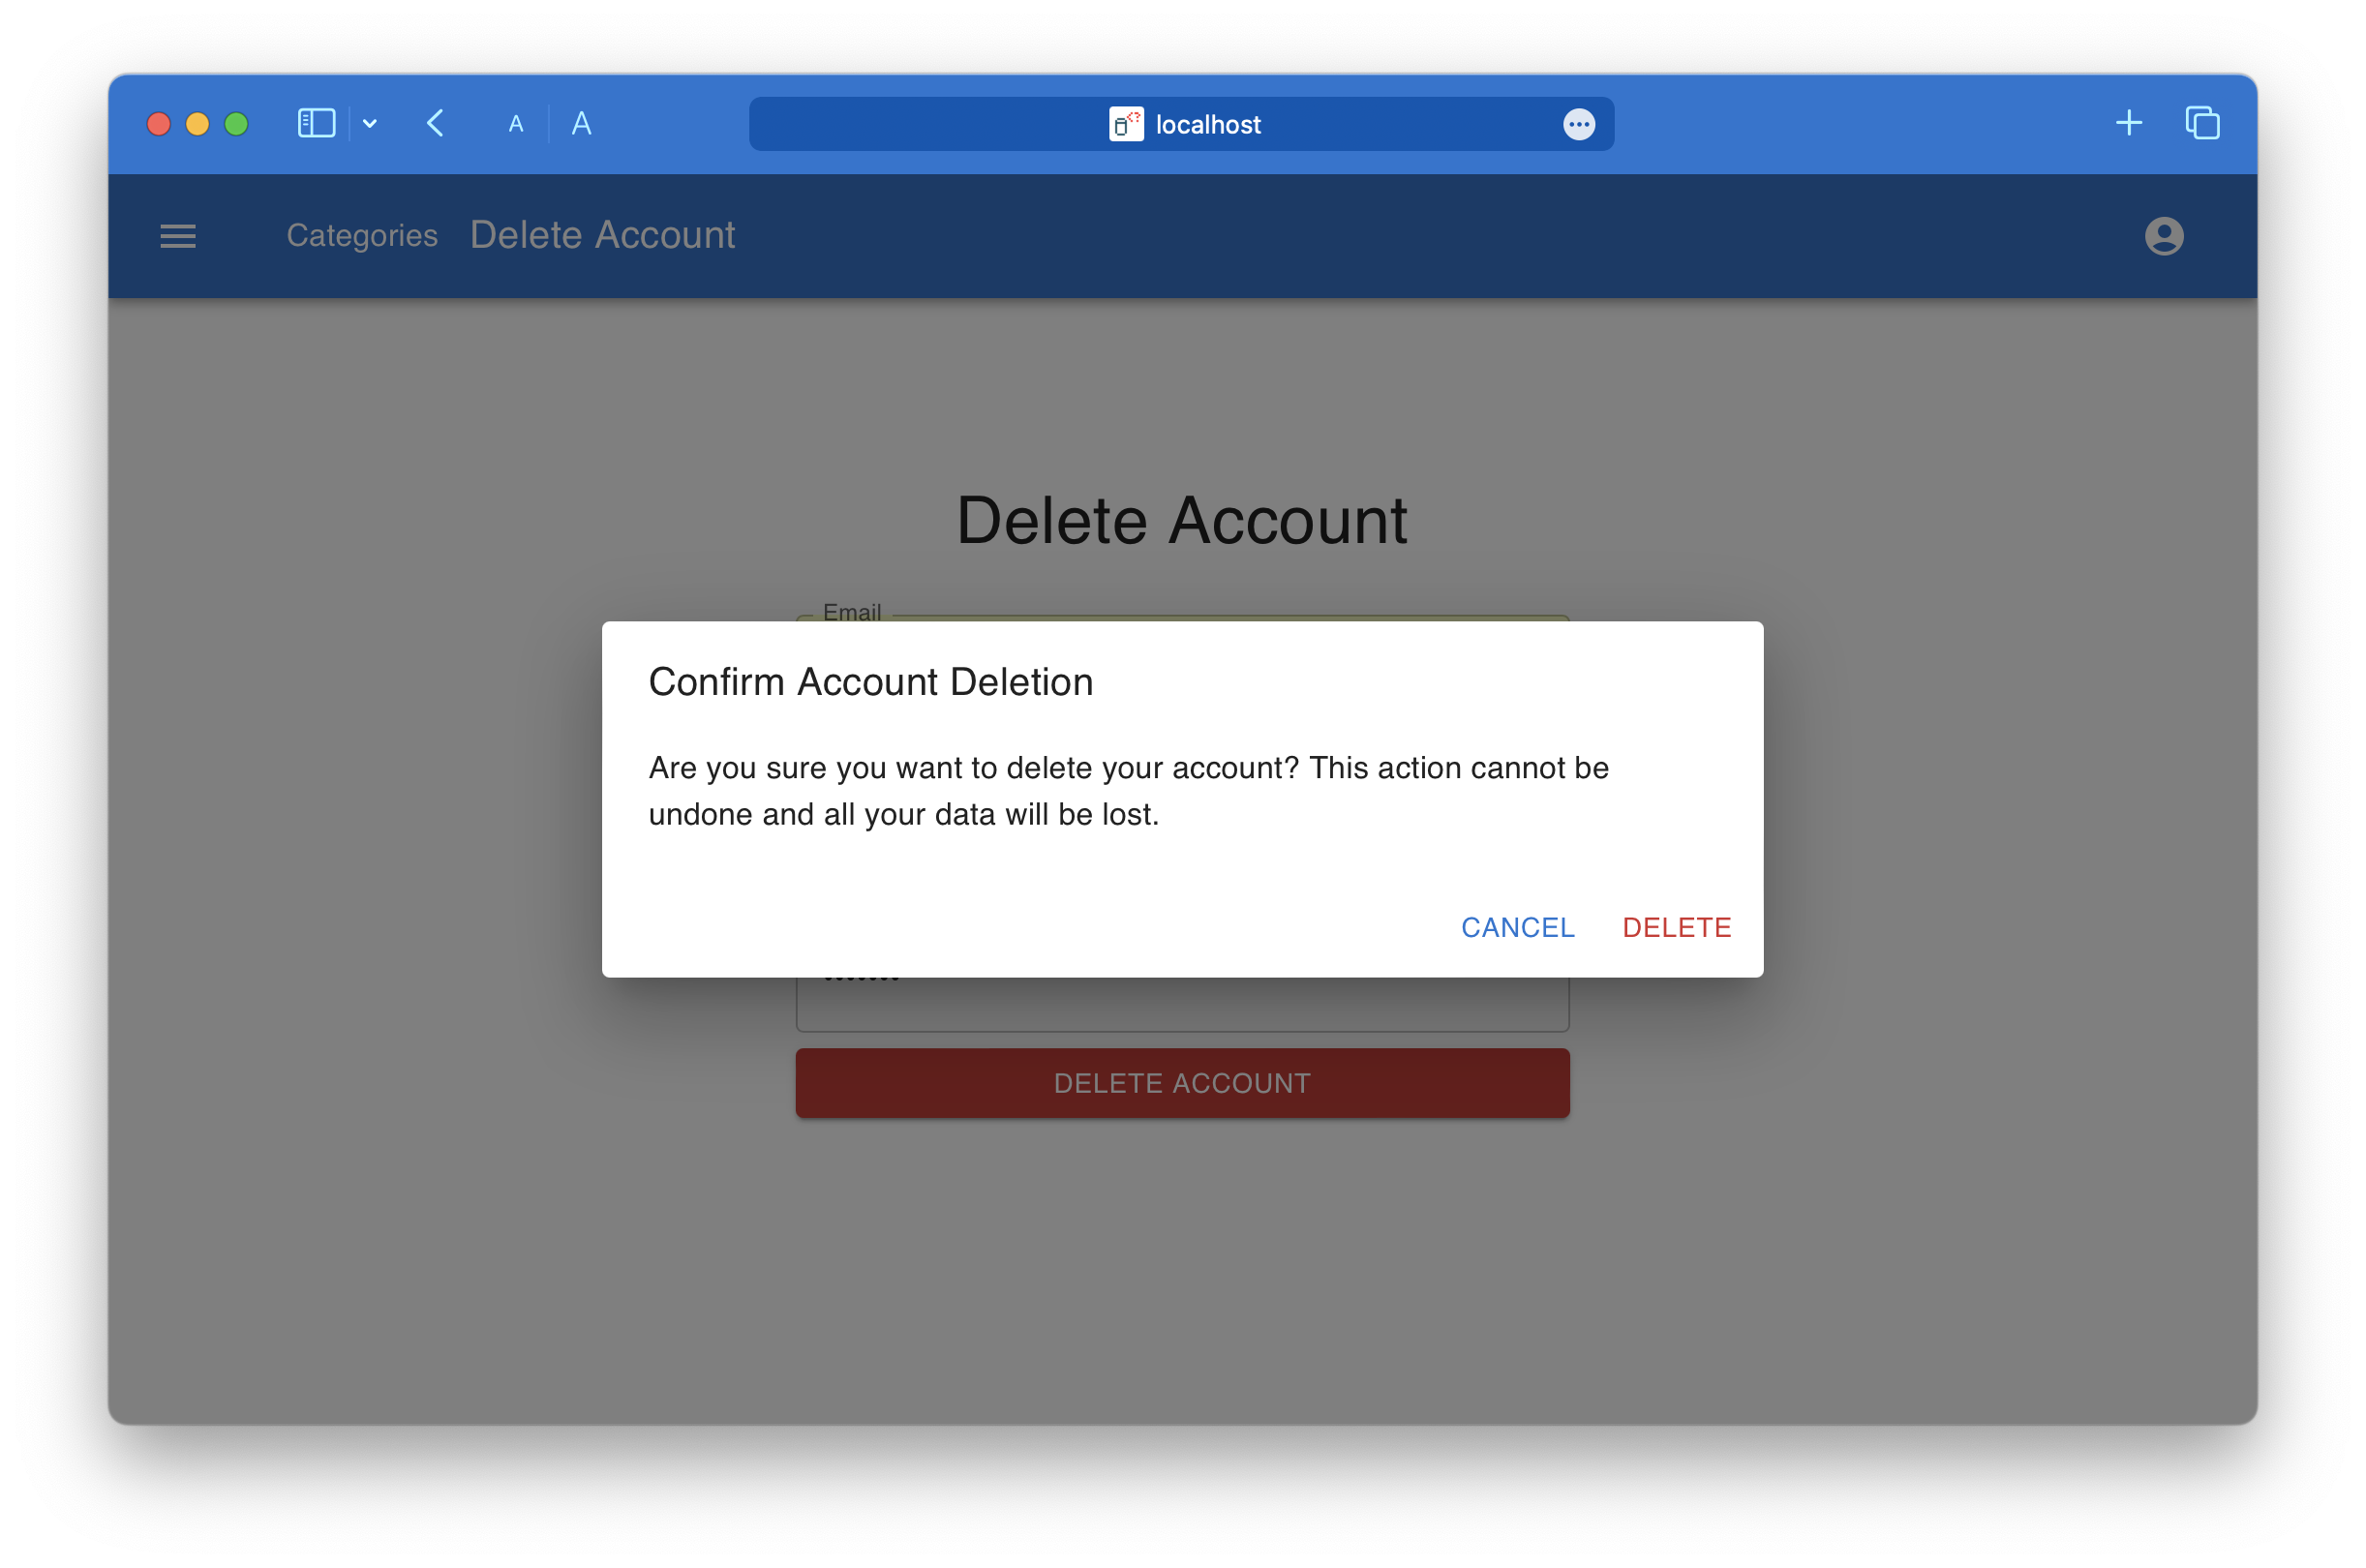 A A
localhost
Categories Delete Account
Delete Account
Email
Confirm Account Deletion
Are you sure you want to delete your account? This action cannot be
undone and all your data will be lost.
CANCEL DELETE
DELETE ACCOUNT